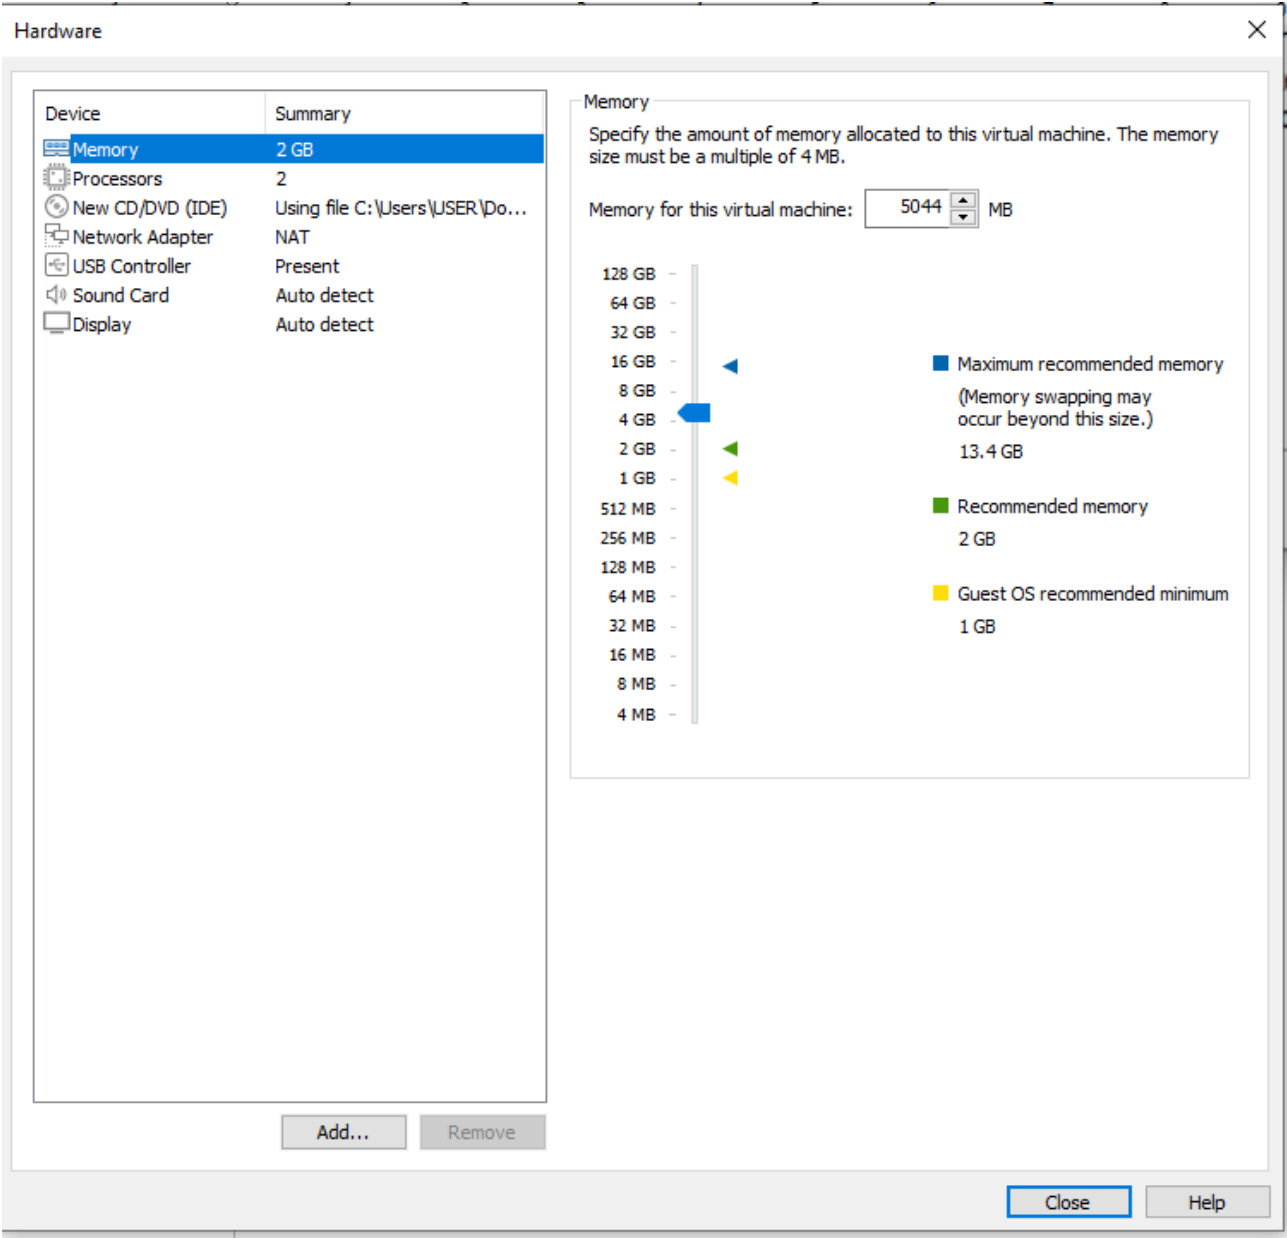 Hardware
Device Summary
Memory 2 GB
Processors 2
New CD/DVD (IDE) Using file C:\Users\USER\Do...
Network Adapter NAT
USB Controller Present
Sound Card Auto detect
Display Auto detect
Add... Remove
Memory
Specify the amount of memory allocated to this virtual machine. The memory
size must be a multiple of 4 MB.
Memory for this virtual machine: 5044 MB
128 GB
64 GB
32 GB
16 GB
8 GB
4 GB
2 GB
1 GB
512 MB
256 MB
128 MB
64 MB
32 MB
16 MB
8 MB
4 MB
Maximum recommended memory
(Memory swapping may
occur beyond this size.)
13.4 GB
Recommended memory
2 GB
Guest OS recommended minimum
1 GB
Close Help